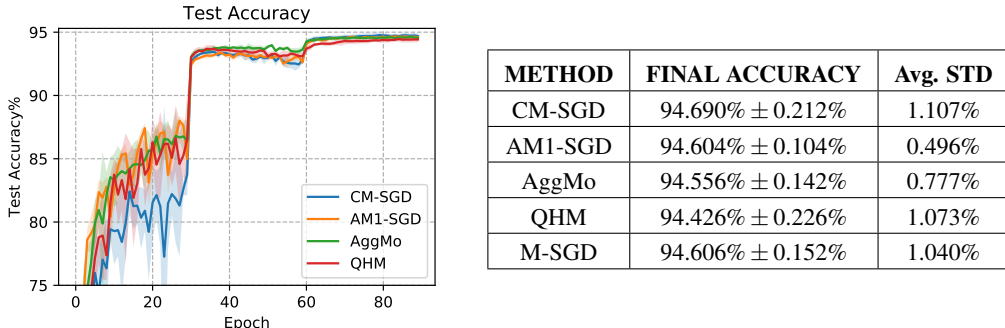 Test Accuracy
Test Accuracy%
95
90
85
80
75
0 20 40 60 80
Epoch
CM-SGD
AM1-SGD
AggMo
QHM
METHOD FINAL ACCURACY Avg. STD
CM-SGD 94.690% ± 0.212% 1.107%
AM1-SGD 94.604% ± 0.104% 0.496%
AggMo 94.556% ± 0.142% 0.777%
QHM 94.426% ± 0.226% 1.073%
M-SGD 94.606% ± 0.152% 1.040%